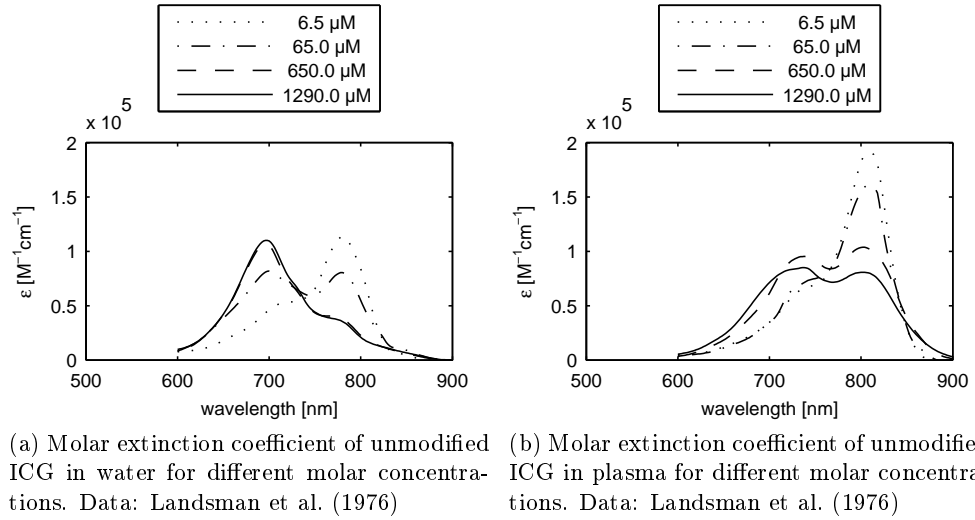 6.5 µM
65.0 µM
650.0 µM
1290.0 µM
x 10^5
2
1.5
1
0.5
0
ε [M⁻¹cm⁻¹]
500 600 700 800 900
wavelength [nm]
(a) Molar extinction coefficient of unmodified
ICG in water for different molar concentra-
tions. Data: Landsman et al. (1976)
6.5 µM
65.0 µM
650.0 µM
1290.0 µM
x 10^5
2
1.5
1
0.5
0
ε [M⁻¹cm⁻¹]
500 600 700 800 900
wavelength [nm]
(b) Molar extinction coefficient of unmodifie
ICG in plasma for different molar concentra
tions. Data: Landsman et al. (1976)